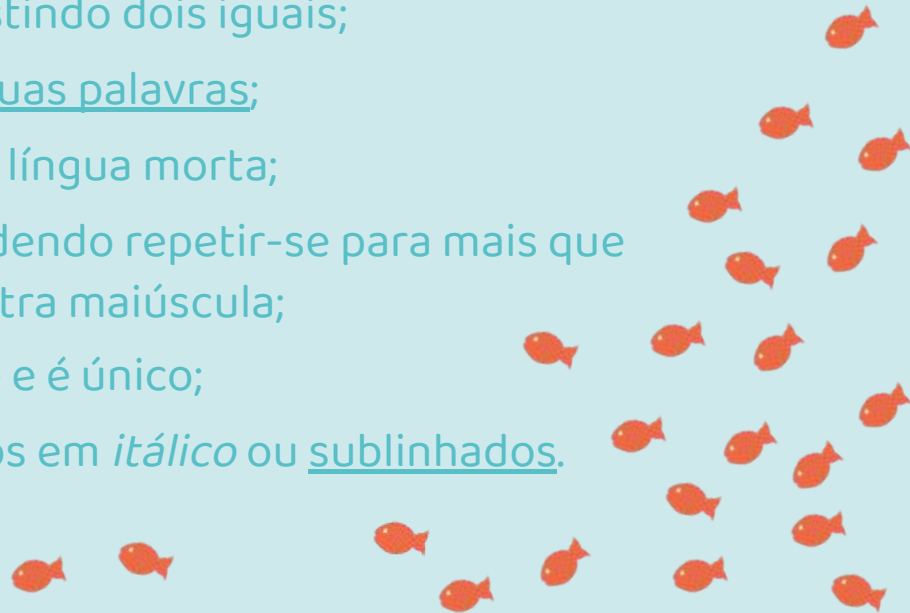 stindo dois iguais;
uas palavras;
língua morta;
dendo repetir-se para mais que
tra maiúscula;
e é único;
os em itálico ou sublinhados.